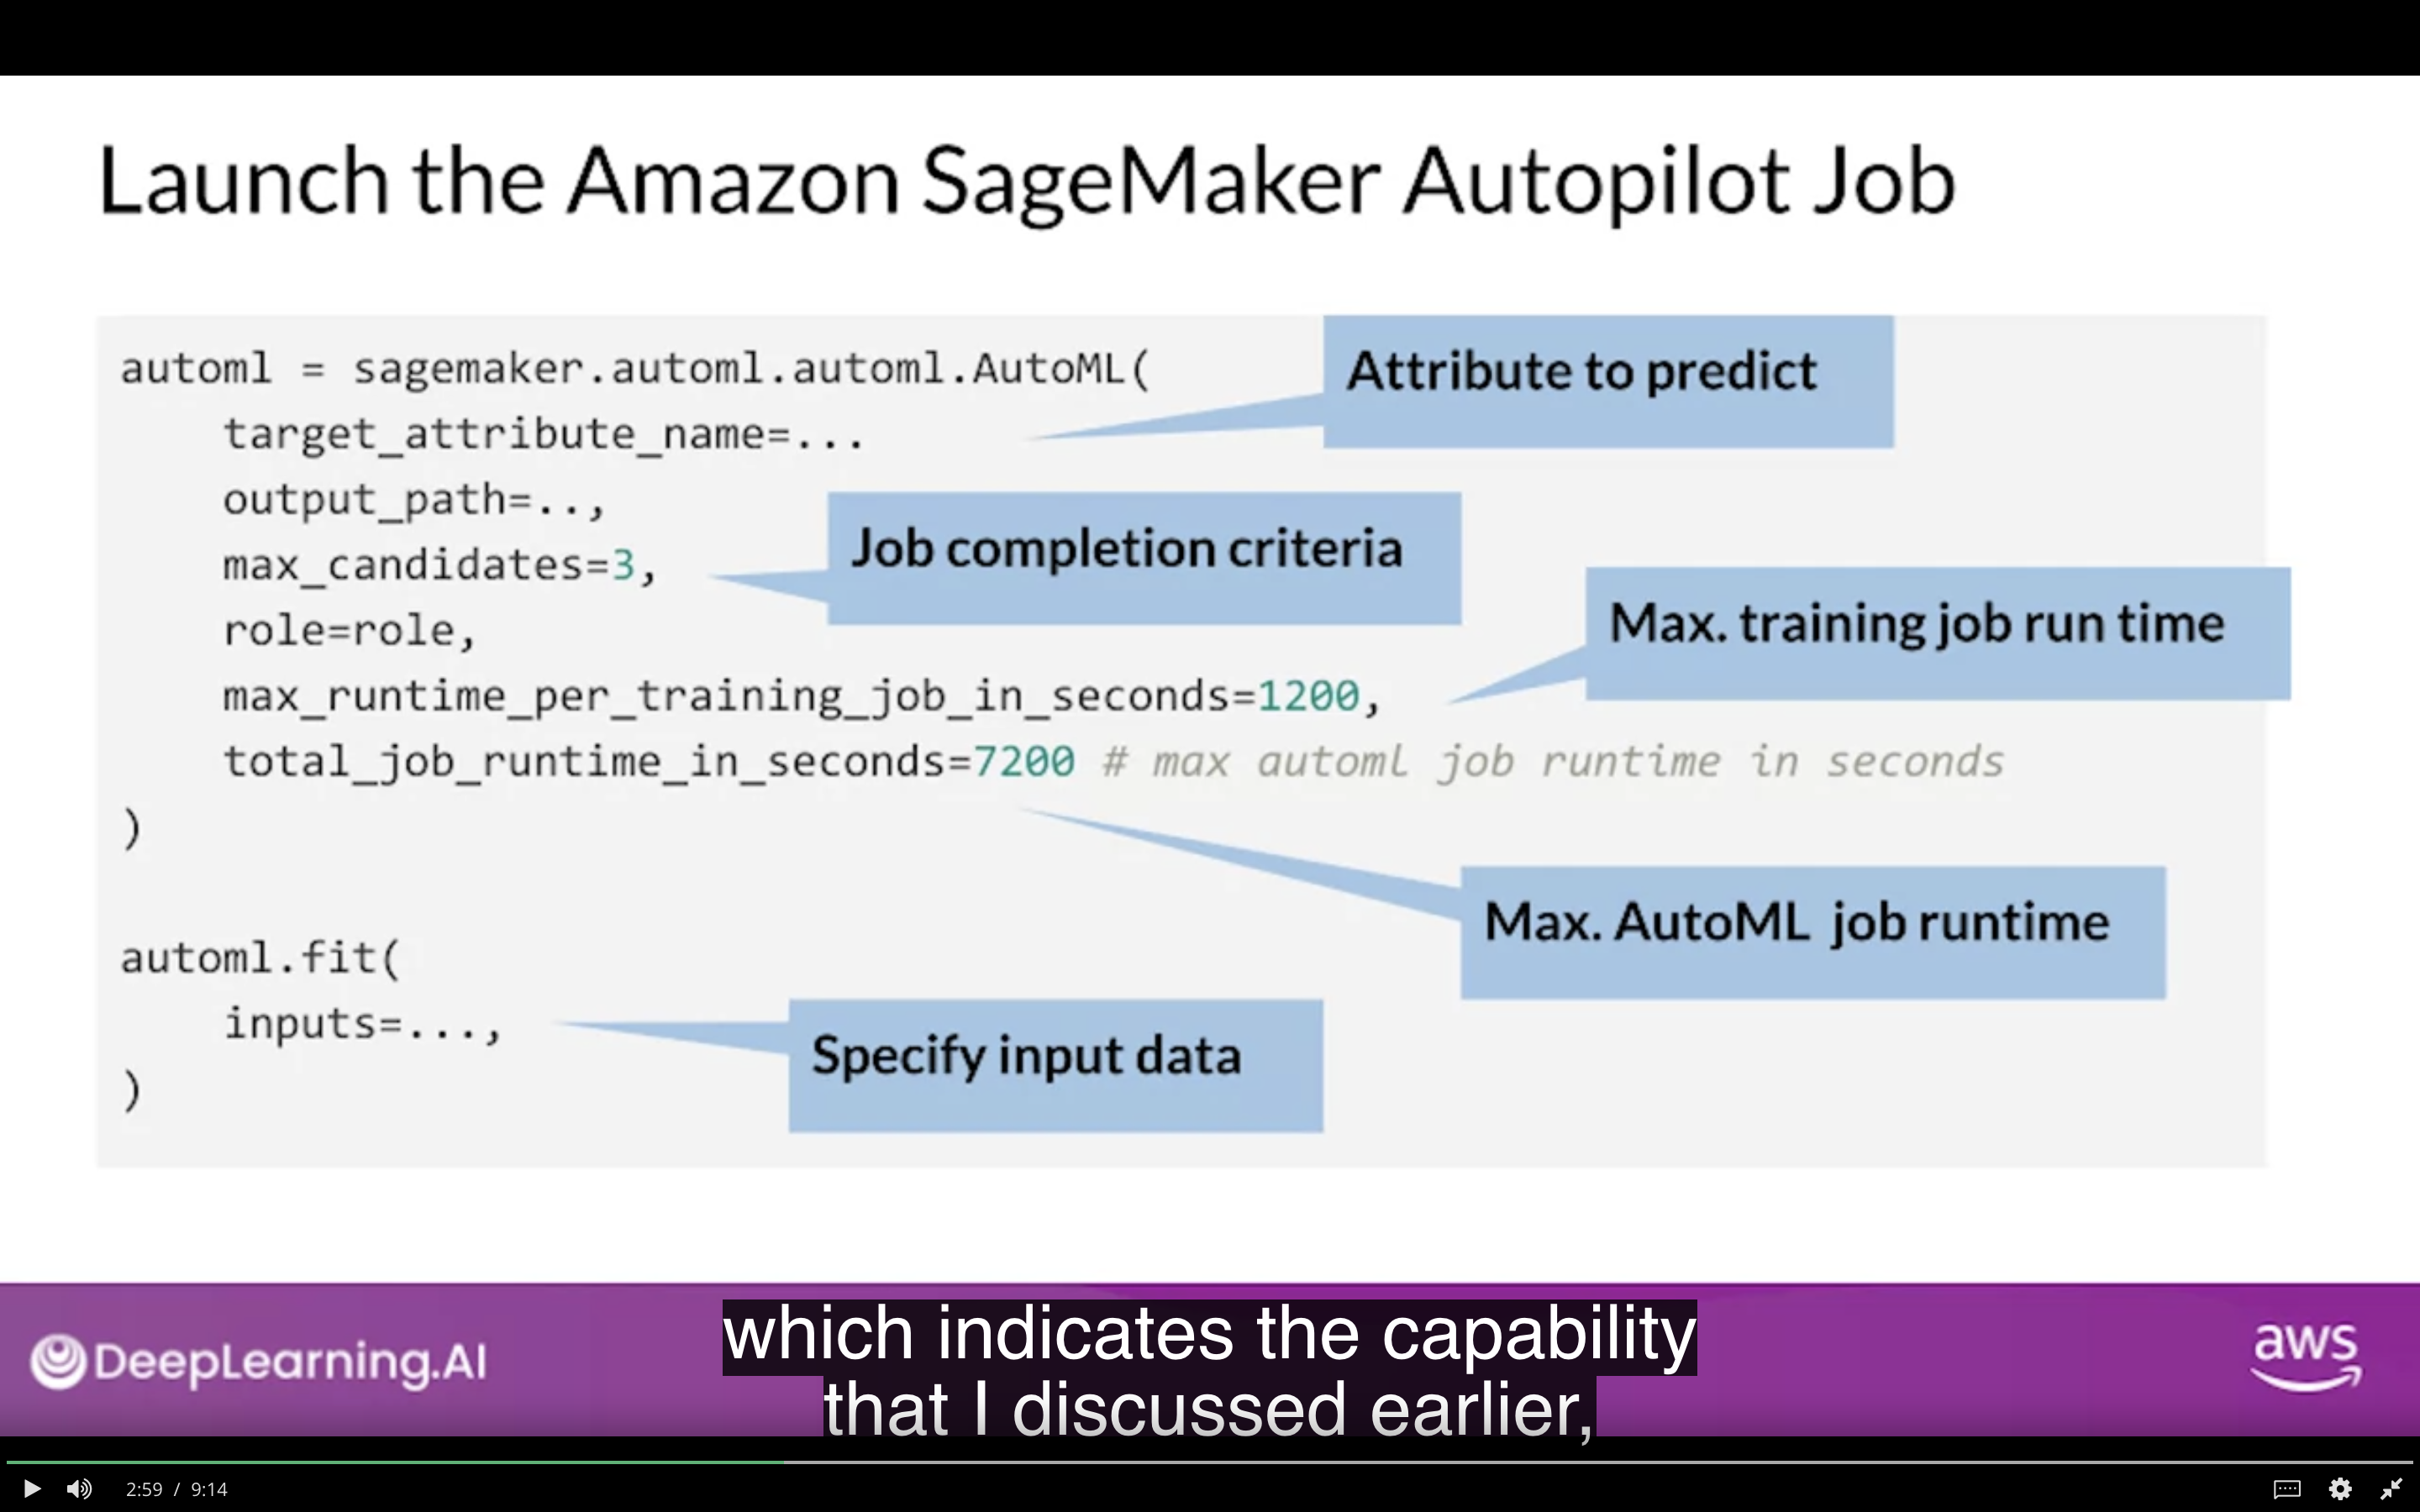 Launch the Amazon SageMaker Autopilot Job
automl = sagemaker.automl.automl.AutoML(
Attribute to predict
target_attribute_name=...
output_path=..,
Job completion criteria
max_candidates=3,
Max. training job run time
role=role,
max_runtime_per_training_job_in_seconds=1200,
total_job_runtime_in_seconds=7200 # max automl job runtime in seconds
)
Max. AutoML job runtime
automl.fit(
inputs=...,
Specify input data
)
DeepLearning.AI
which indicates the capability
that I discussed earlier,
aws
2:59 / 9:14